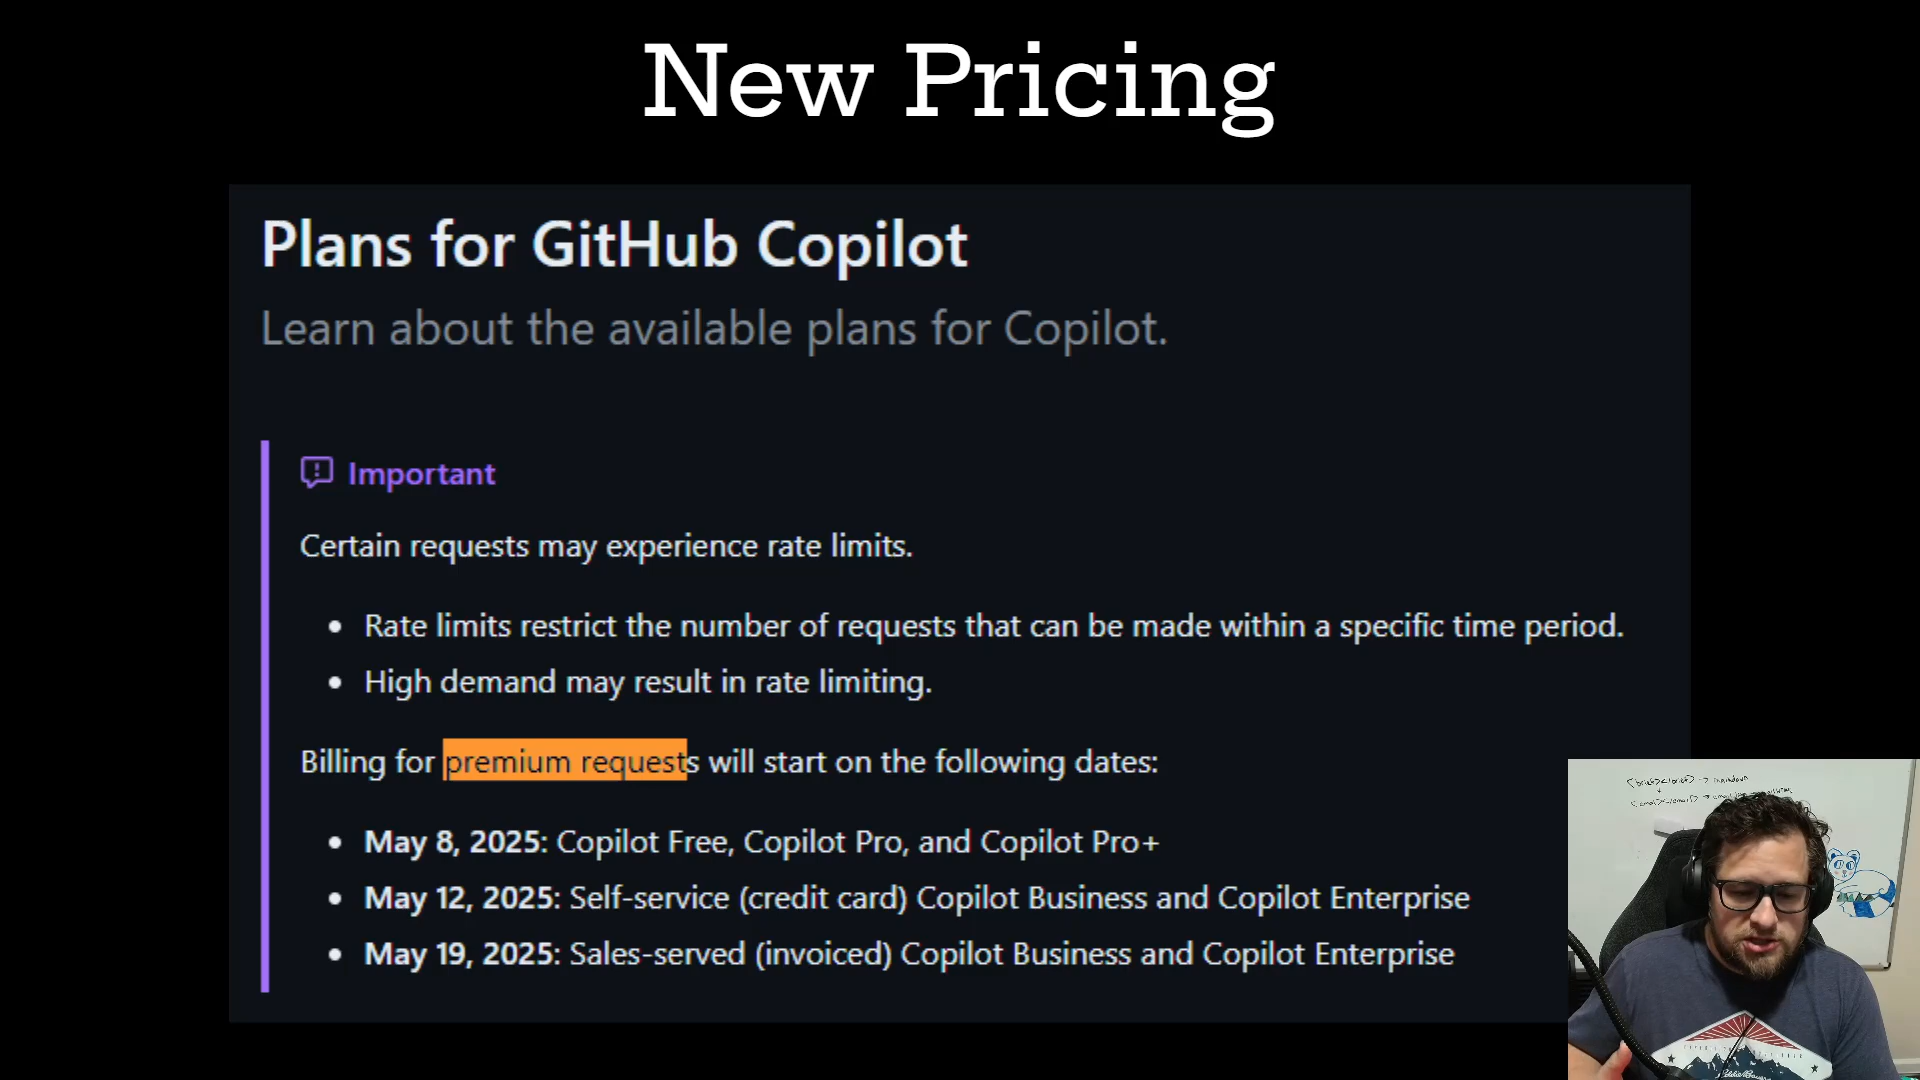 New Pricing
Plans for GitHub Copilot
Learn about the available plans for Copilot.
Important
Certain requests may experience rate limits.
• Rate limits restrict the number of requests that can be made within a specific time period.
• High demand may result in rate limiting.
Billing for premium requests will start on the following dates:
• May 8, 2025: Copilot Free, Copilot Pro, and Copilot Pro+
• May 12, 2025: Self-service (credit card) Copilot Business and Copilot Enterprise
• May 19, 2025: Sales-served (invoiced) Copilot Business and Copilot Enterprise